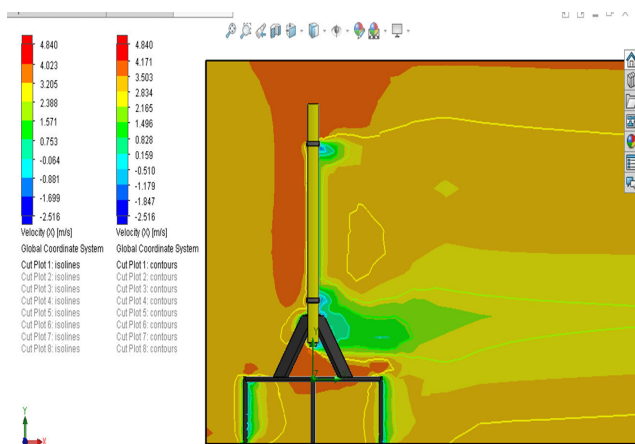 4.840
4.023
3.205
2.388
1.571
0.753
-0.064
-0.881
-1.699
-2.516
Velocity (X) [m/s]
Global Coordinate System
Cut Plot 1: isolines
Cut Plot 2: isolines
Cut Plot 3: isolines
Cut Plot 4: isolines
Cut Plot 5: isolines
Cut Plot 6: isolines
Cut Plot 7: isolines
Cut Plot 8: isolines
4.840
4.171
3.503
2.834
2.165
1.496
0.828
0.159
-0.510
-1.179
-1.847
-2.516
Velocity (X) [m/s]
Global Coordinate System
Cut Plot 1: contours
Cut Plot 2: contours
Cut Plot 3: contours
Cut Plot 4: contours
Cut Plot 5: contours
Cut Plot 6: contours
Cut Plot 7: contours
Cut Plot 8: contours
Y
Y
X